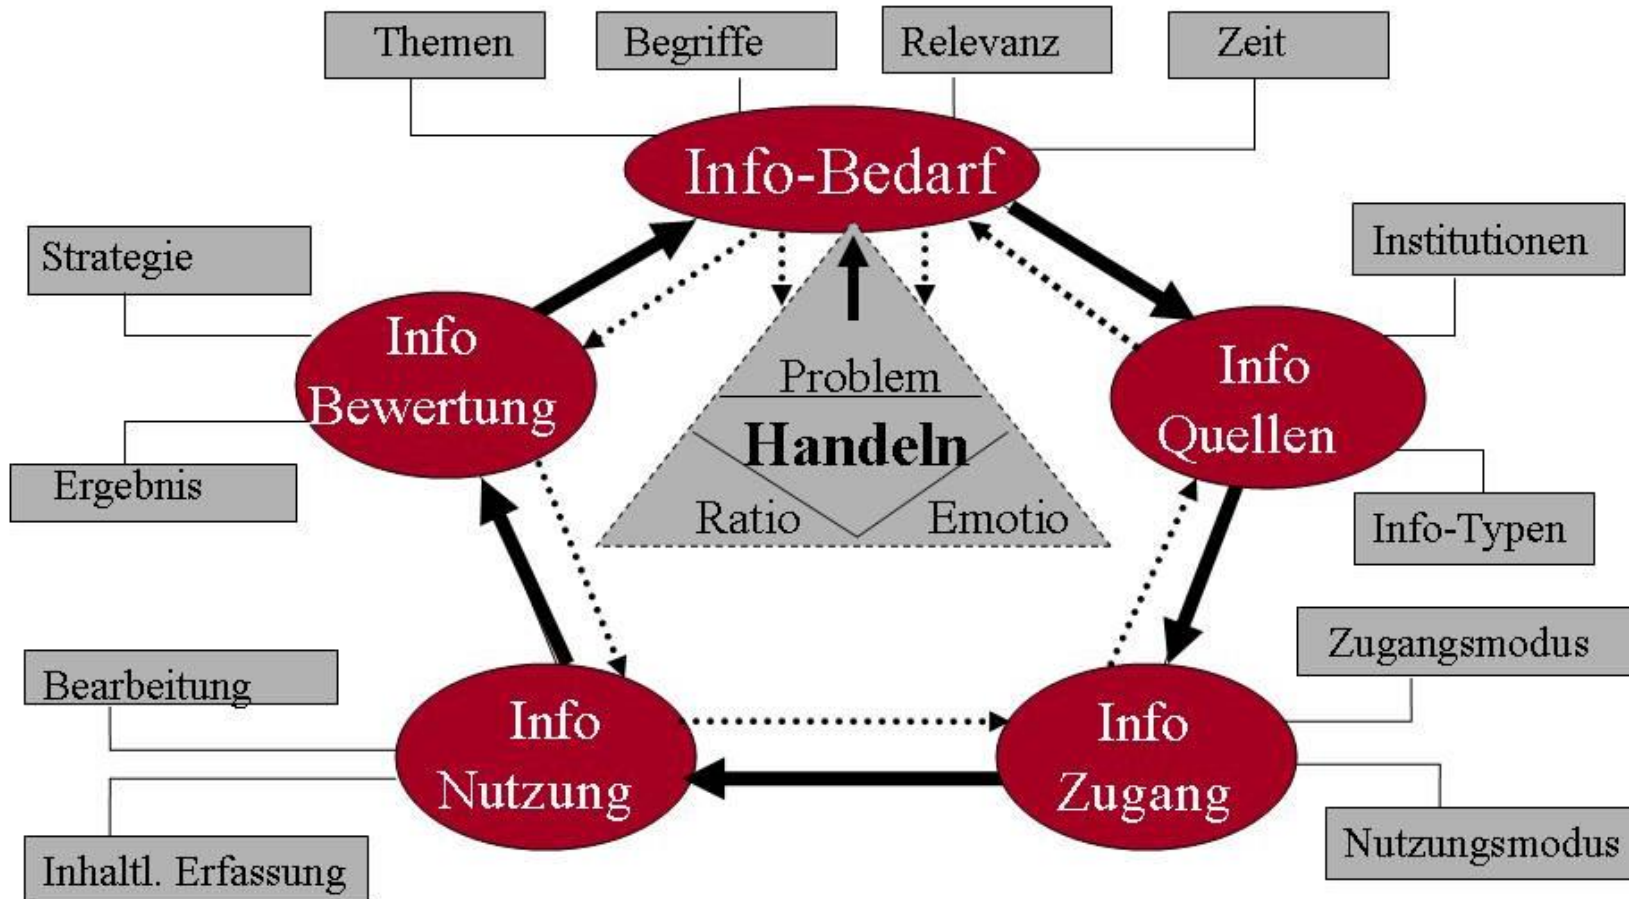 Themen
Begriffe
Relevanz
Zeit
Info-Bedarf
Strategie
Institutionen
Info
Bewertung
Problem
Handeln
Ratio
Emotio
Info
Quellen
Ergebnis
Info-Typen
Zugangsmodus
Bearbeitung
Info
Nutzung
Info
Zugang
Nutzungsmodus
Inhaltl. Erfassung